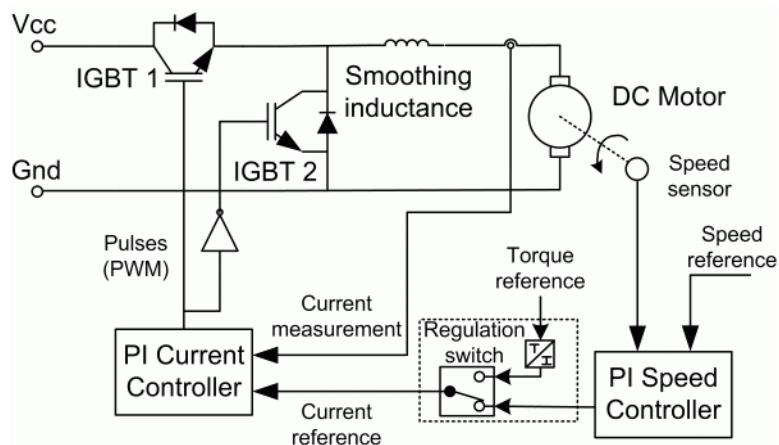 Vcc
IGBT 1
Smoothing
inductance
DC Motor
IGBT 2
Gnd
Speed
sensor
Pulses
(PWM)
Torque
reference
Speed
reference
Current
measurement
Regulation
switch
T
I
PI Current
Controller
PI Speed
Controller
Current
reference